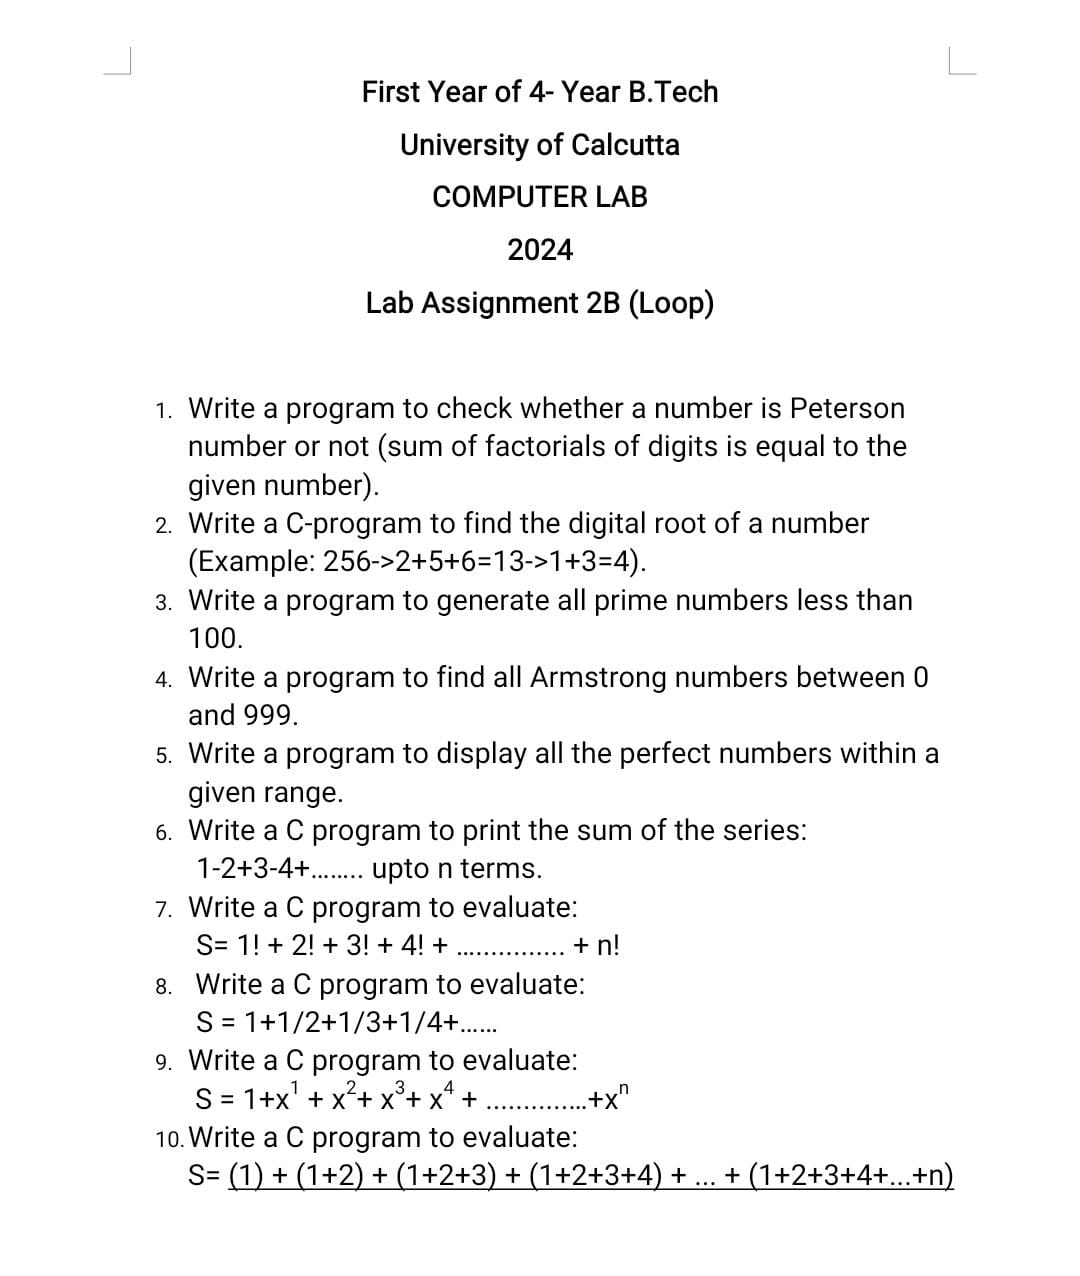 First Year of 4- Year B.Tech
University of Calcutta
COMPUTER LAB
2024
Lab Assignment 2B (Loop)
1. Write a program to check whether a number is Peterson
number or not (sum of factorials of digits is equal to the
given number).
2. Write a C-program to find the digital root of a number
(Example: 256->2+5+6=13->1+3=4).
3. Write a program to generate all prime numbers less than
100.
4. Write a program to find all Armstrong numbers between 0
and 999.
5. Write a program to display all the perfect numbers within a
given range.
6. Write a C program to print the sum of the series:
1-2+3-4+........ upto n terms.
7. Write a C program to evaluate:
S= 1! + 2! + 3! + 4! + ............... + n!
8. Write a C program to evaluate:
S = 1+1/2+1/3+1/4+......
9. Write a C program to evaluate:
S = 1+x¹ + x²+ x³+ x⁴ + ..............+xⁿ
10. Write a C program to evaluate:
S= (1) + (1+2) + (1+2+3) + (1+2+3+4) + ... + (1+2+3+4+...+n)